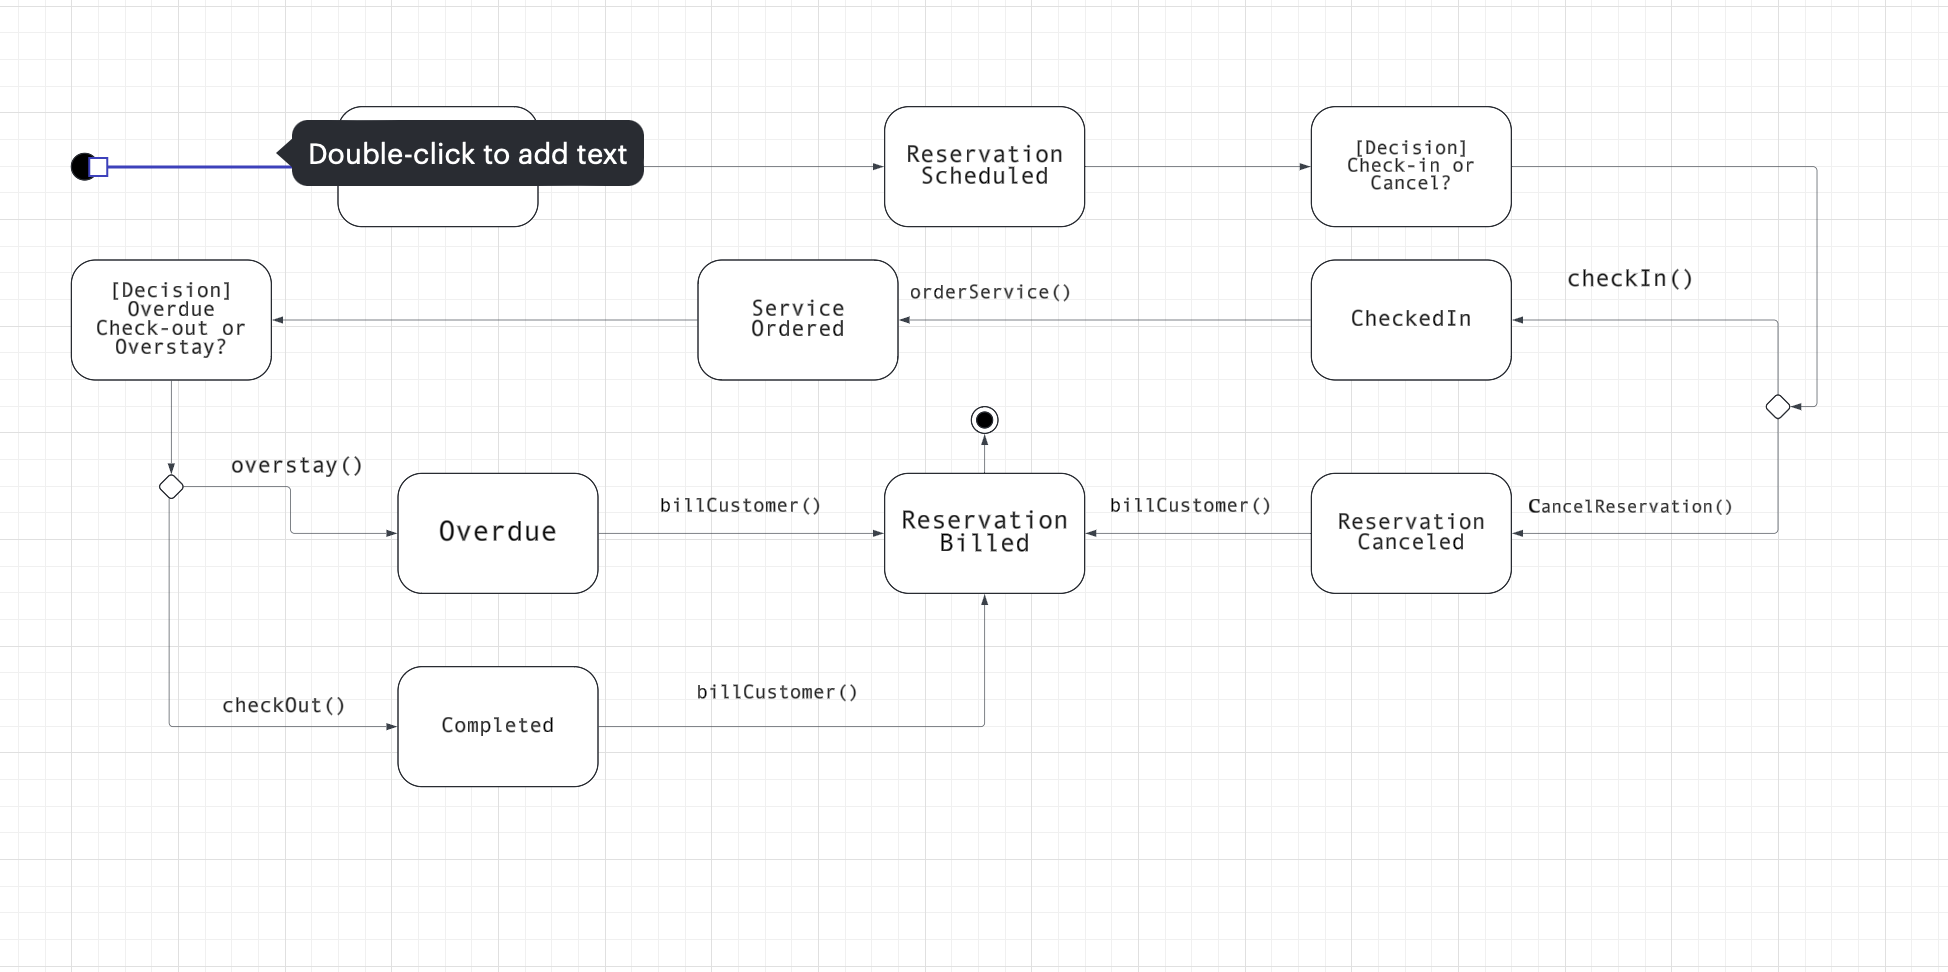 Double-click to add text
Reservation
Scheduled
[Decision]
Check-in or
Cancel?
[Decision]
Overdue
Check-out or
Overstay?
Service
Ordered
orderService()
CheckedIn
checkIn()
overstay()
Overdue
billCustomer()
Reservation
Billed
billCustomer()
Reservation
Canceled
CancelReservation()
checkOut()
Completed
billCustomer()